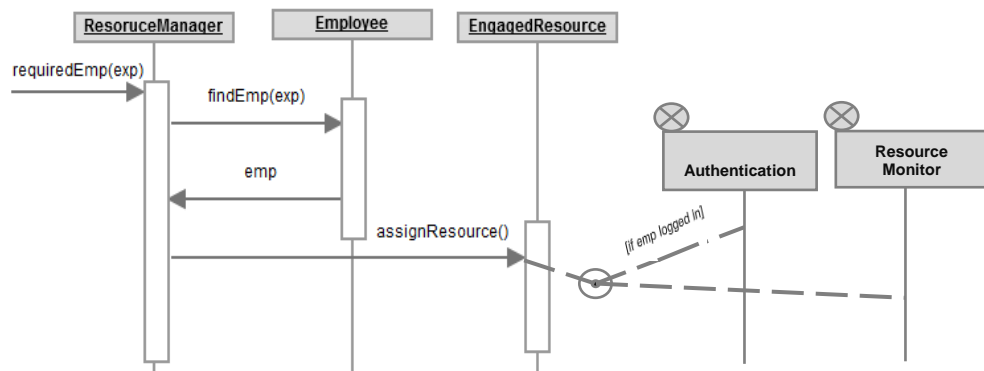 ResoruceManager
Employee
EngagedResource
requiredEmp(exp)
findEmp(exp)
emp
assignResource()
[if emp logged in]
Authentication
Resource
Monitor